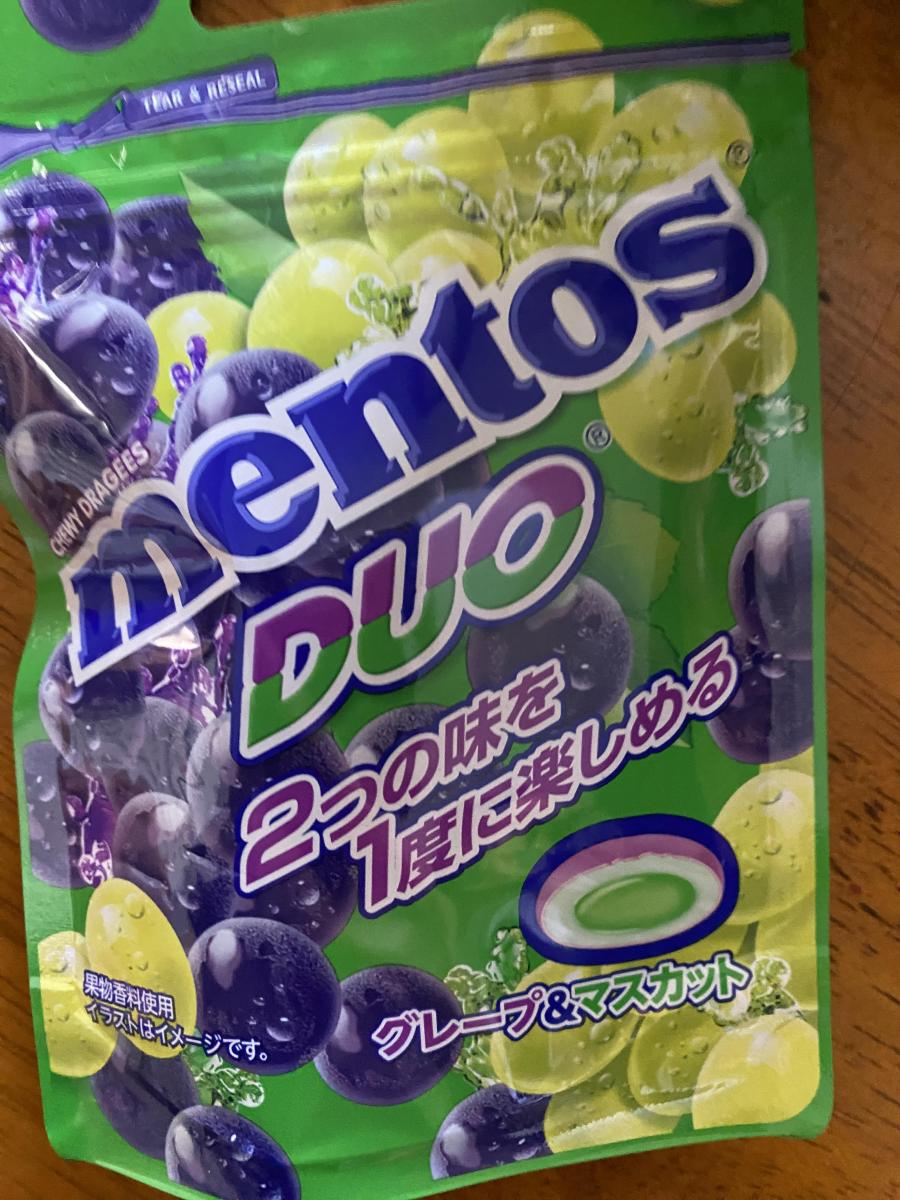 TEAR & RESEAL
mentos®
CHEWY DRAGEES
DUO®
2つの味を
1度に楽しめる
グレープ&マスカット
果物香料使用
イラストはイメージです。